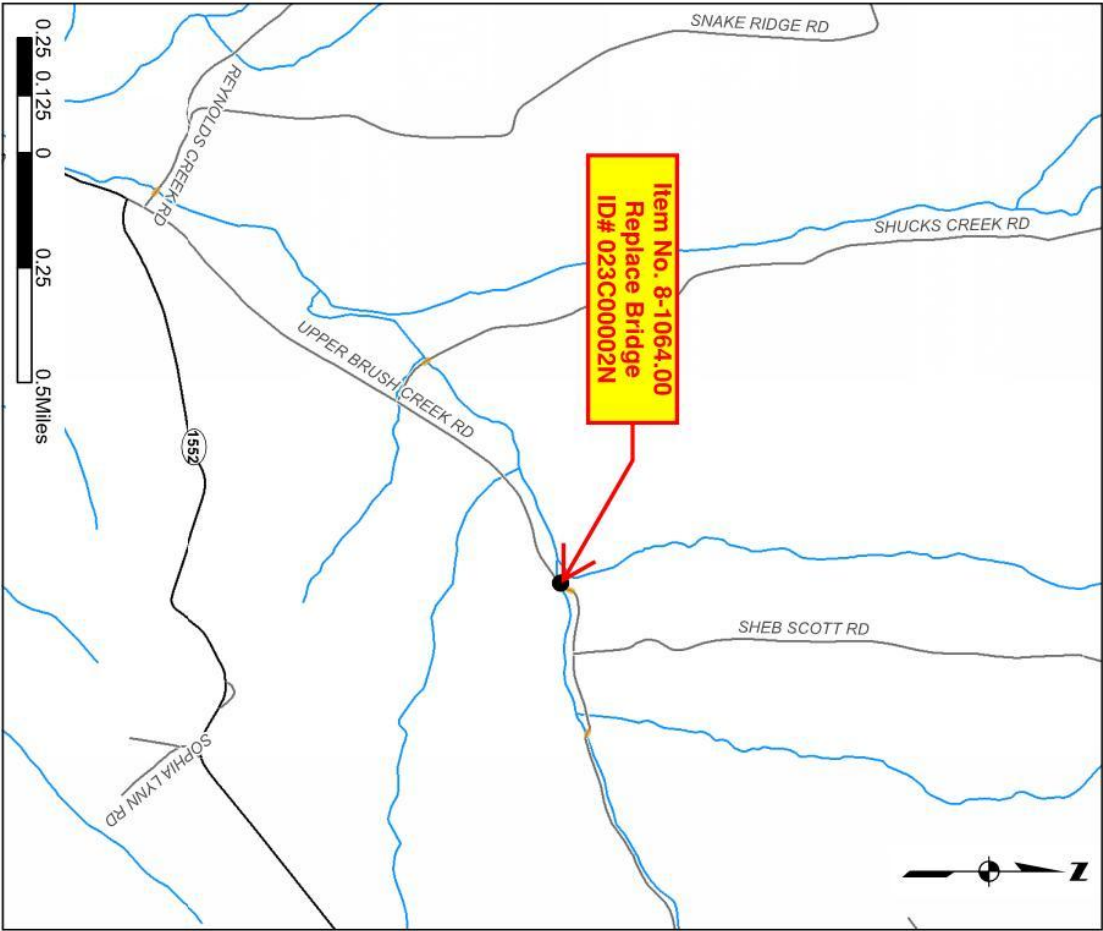 SNAKE RIDGE RD
REYNOLDS CREEK RD
SHUCKS CREEK RD
Item No. 8-1064.00
Replace Bridge
ID# 023C00002N
UPPER BRUSH CREEK RD
1552
SHEB SCOTT RD
SOPHIA LYNN RD
N
0.25 0.125 0 0.25 0.5Miles